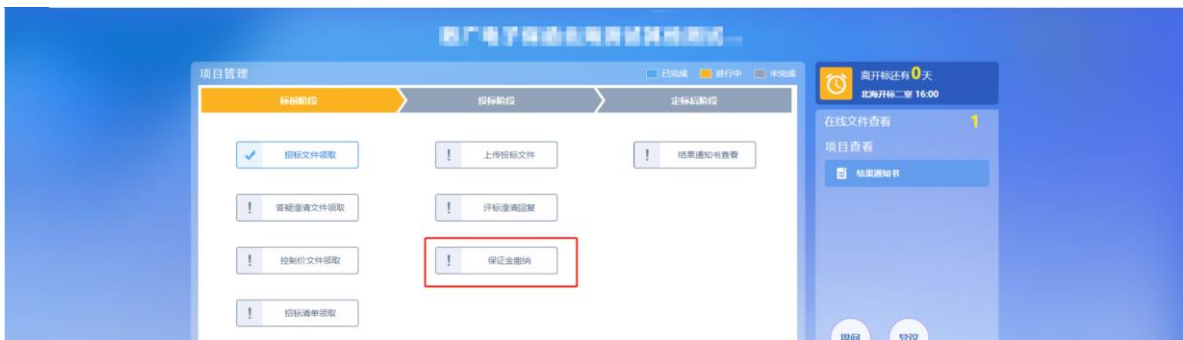 项目管理
已完成 进行中 未完成
标前阶段 投标阶段 定标后阶段
招标文件领取 上传投标文件 结果通知书查看
答疑澄清文件领取 评标澄清回复
控制价文件领取 保证金缴纳
招标清单领取
离开标还有0天
北海开标二室 16:00
在线文件查看 1
项目查看
结果通知书
提问 异议